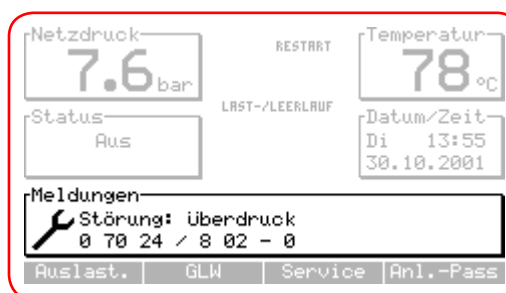 Netzdruck
7.6 bar
RESTART
Temperatur
78 °C
LAST-/LEERLAUF
Status
Aus
Datum/Zeit
Di 13:55
30.10.2001
Meldungen
Störung: überdruck
0 70 24 / 8 02 - 0
Auslast. GLW Service Anl.-Pass